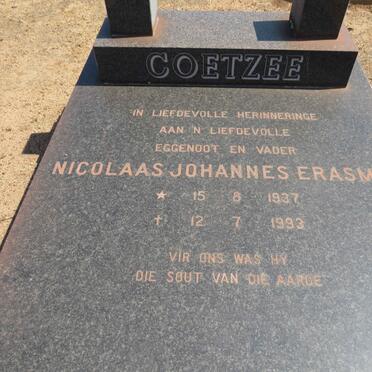 COETZEE
IN LIEFDEVOLLE HERINNERINGE
AAN 'N LIEFDEVOLLE
EGGENOOT EN VADER
NICOLAAS JOHANNES ERASM
★ 15 8 1937
✝ 12 7 1993
VIR ONS WAS HY
DIE SOUT VAN DIE AARDE